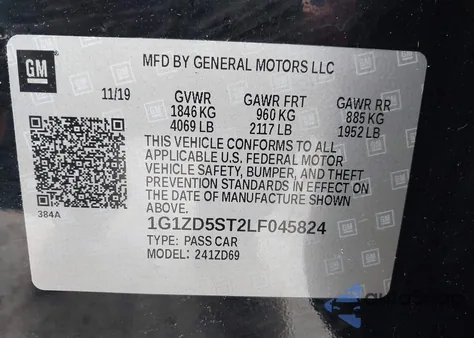 GM
MFD BY GENERAL MOTORS LLC
11/19 GVWR GAWR FRT GAWR RR
1846 KG 960 KG 885 KG
4069 LB 2117 LB 1952 LB
THIS VEHICLE CONFORMS TO ALL
APPLICABLE U.S. FEDERAL MOTOR
VEHICLE SAFETY, BUMPER, AND THEFT
PREVENTION STANDARDS IN EFFECT ON
THE DATE OF MANUFACTURE SHOWN
ABOVE.
384A
1G1ZD5ST2LF045824
TYPE: PASS CAR
MODEL: 241ZD69